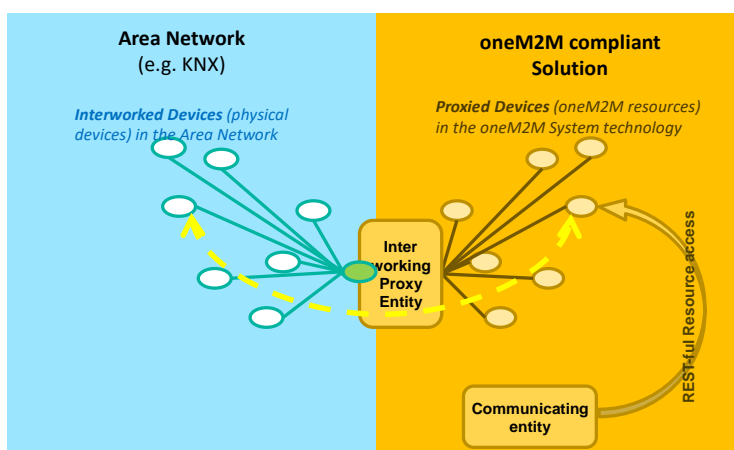 Area Network
(e.g. KNX)
Interworked Devices (physical
devices) in the Area Network
oneM2M compliant
Solution
Proxied Devices (oneM2M resources)
in the oneM2M System technology
Inter
working
Proxy
Entity
REST-ful Resource access
Communicating
entity